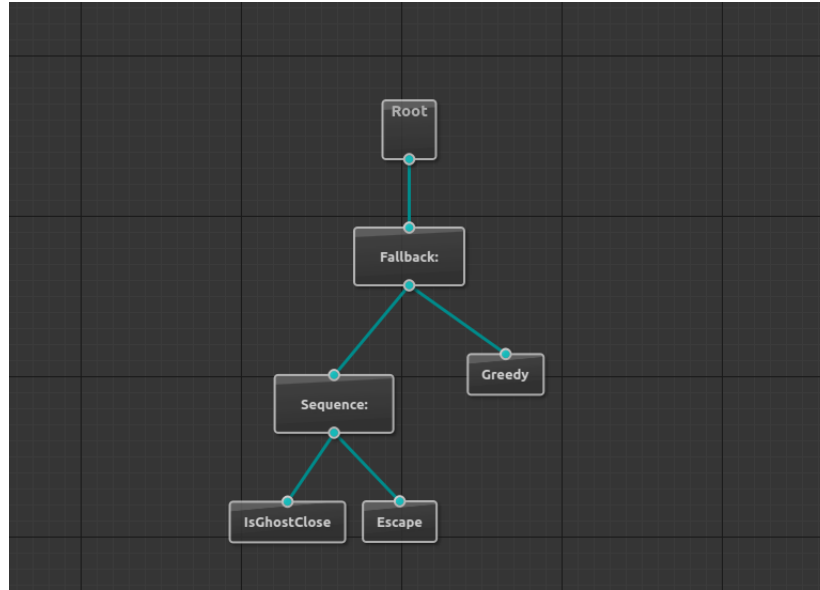 Root
Fallback:
Greedy
Sequence:
IsGhostClose
Escape